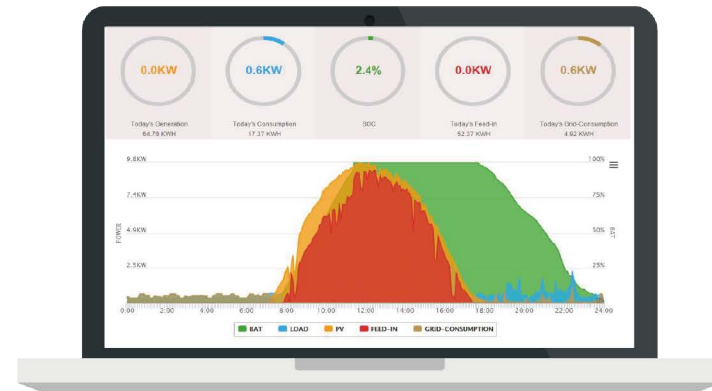 0.0KW
0.6KW
2.4%
0.0KW
0.6KW
Today's Generation
64.79 KWH
Today's Consumption
17.37 KWH
SOC
Today's Feed-in
52.37 KWH
Today's Grid-Consumption
4.92 KWH
9.8KW
7.4KW
4.9KW
2.5KW
POWER
100%
75%
50%
25%
BAT
0:00 2:00 4:00 6:00 8:00 10:00 12:00 14:00 16:00 18:00 20:00 22:00 24:00
BAT LOAD PV FEED-IN GRID-CONSUMPTION